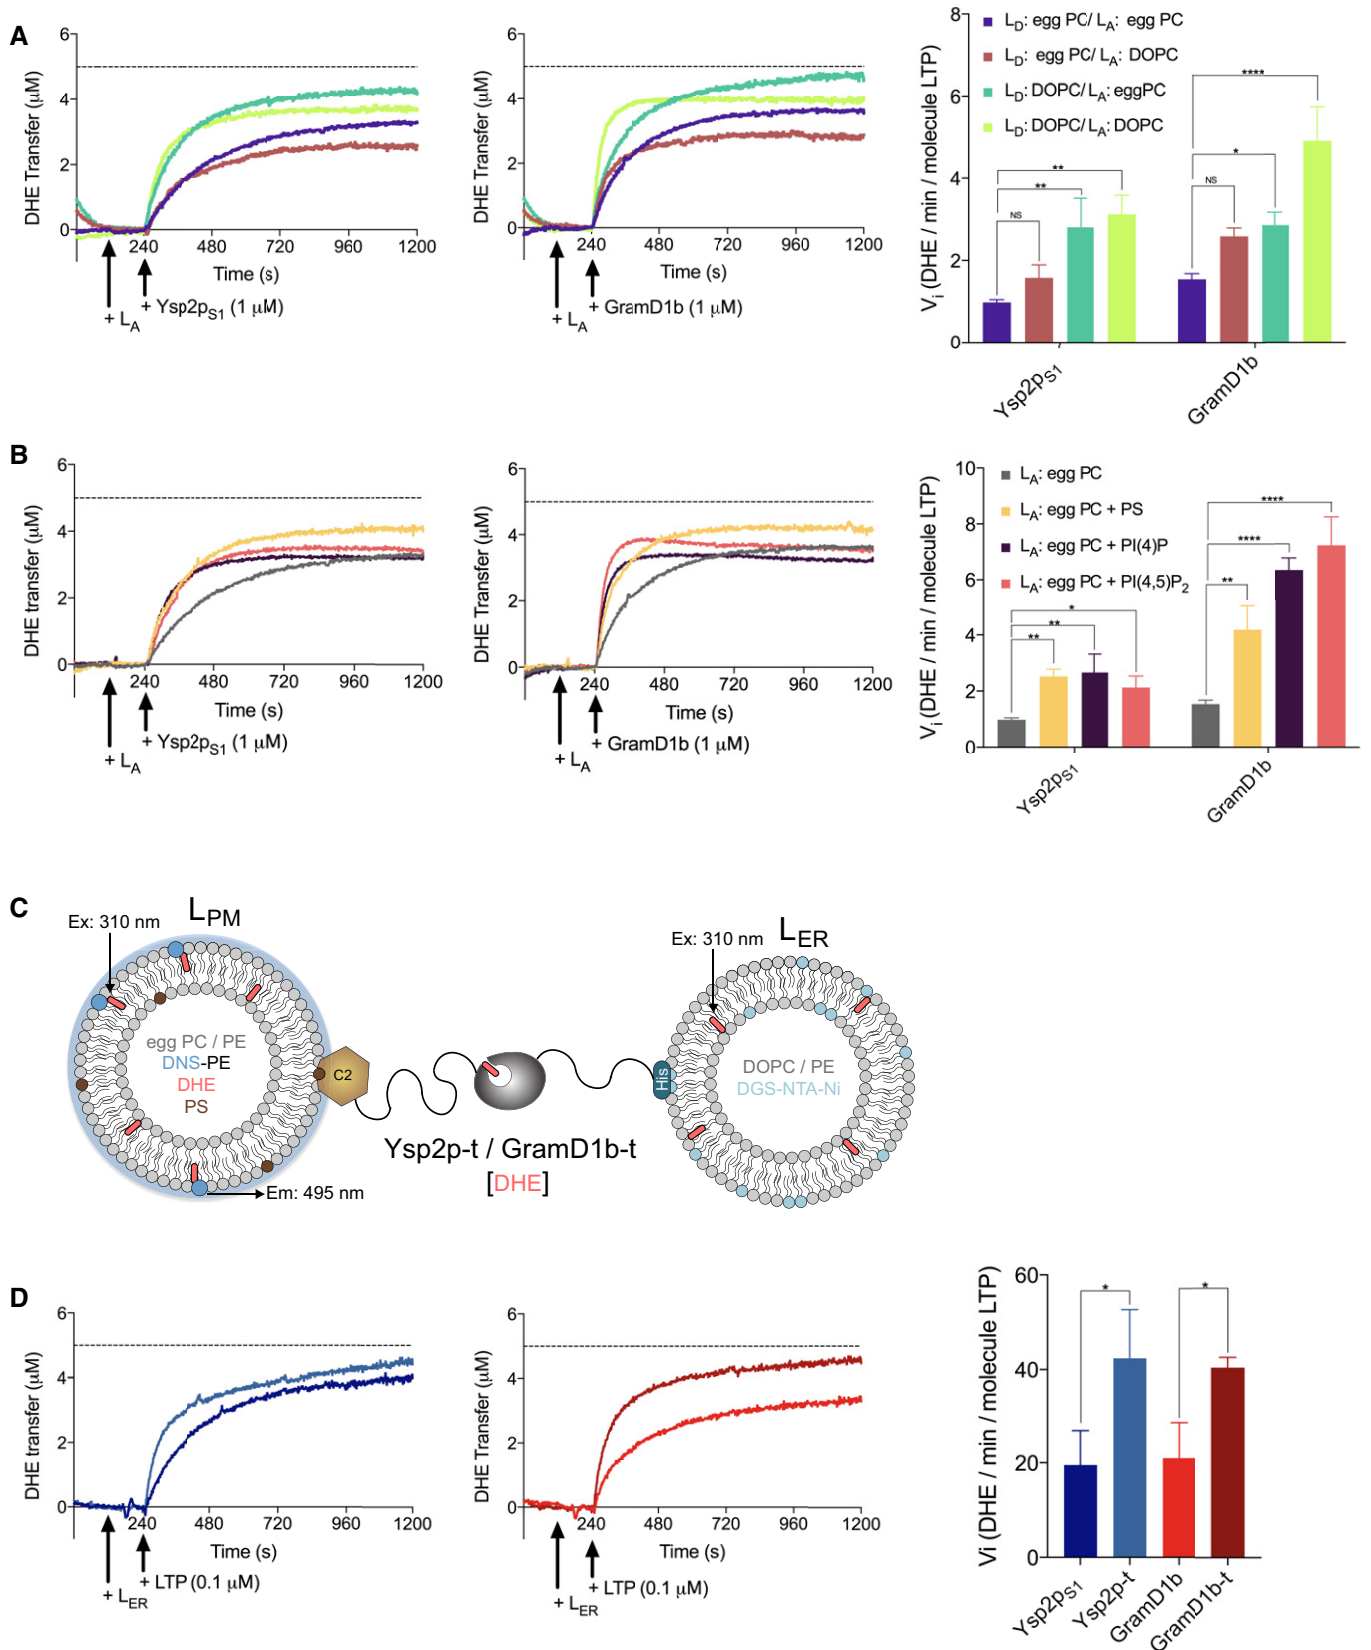 A
DHE Transfer (µM)
6
4
2
0
240
480
720
960
1200
Time (s)
+ LA
+ Ysp2pS1 (1 µM)
DHE Transfer (µM)
6
4
2
0
240
480
720
960
1200
Time (s)
+ LA
+ GramD1b (1 µM)
Vi (DHE / min / molecule LTP)
8
6
4
2
0
LD: egg PC/ LA: egg PC
LD: egg PC/ LA: DOPC
LD: DOPC/ LA: eggPC
LD: DOPC/ LA: DOPC
NS
**
**
NS
*
****
Ysp2pS1
GramD1b
B
DHE transfer (µM)
6
4
2
0
240
480
720
960
1200
Time (s)
+ LA
+ Ysp2pS1 (1 µM)
DHE Transfer (µM)
6
4
2
0
240
480
720
960
1200
Time (s)
+ LA
+ GramD1b (1 µM)
Vi (DHE / min / molecule LTP)
10
8
6
4
2
0
LA: egg PC
LA: egg PC + PS
LA: egg PC + PI(4)P
LA: egg PC + PI(4,5)P2
**
**
*
**
****
****
Ysp2pS1
GramD1b
C
Ex: 310 nm
LPM
egg PC / PE
DNS-PE
DHE
PS
Em: 495 nm
C2
Ysp2p-t / GramD1b-t
[DHE]
His
Ex: 310 nm
LER
DOPC / PE
DGS-NTA-Ni
D
DHE transfer (µM)
6
4
2
0
240
480
720
960
1200
Time (s)
+ LER
+ LTP (0.1 µM)
DHE Transfer (µM)
6
4
2
0
240
480
720
960
1200
Time (s)
+ LER
+ LTP (0.1 µM)
Vi (DHE / min / molecule LTP)
60
40
20
0
*
*
Ysp2pS1
Ysp2p-t
GramD1b
GramD1b-t